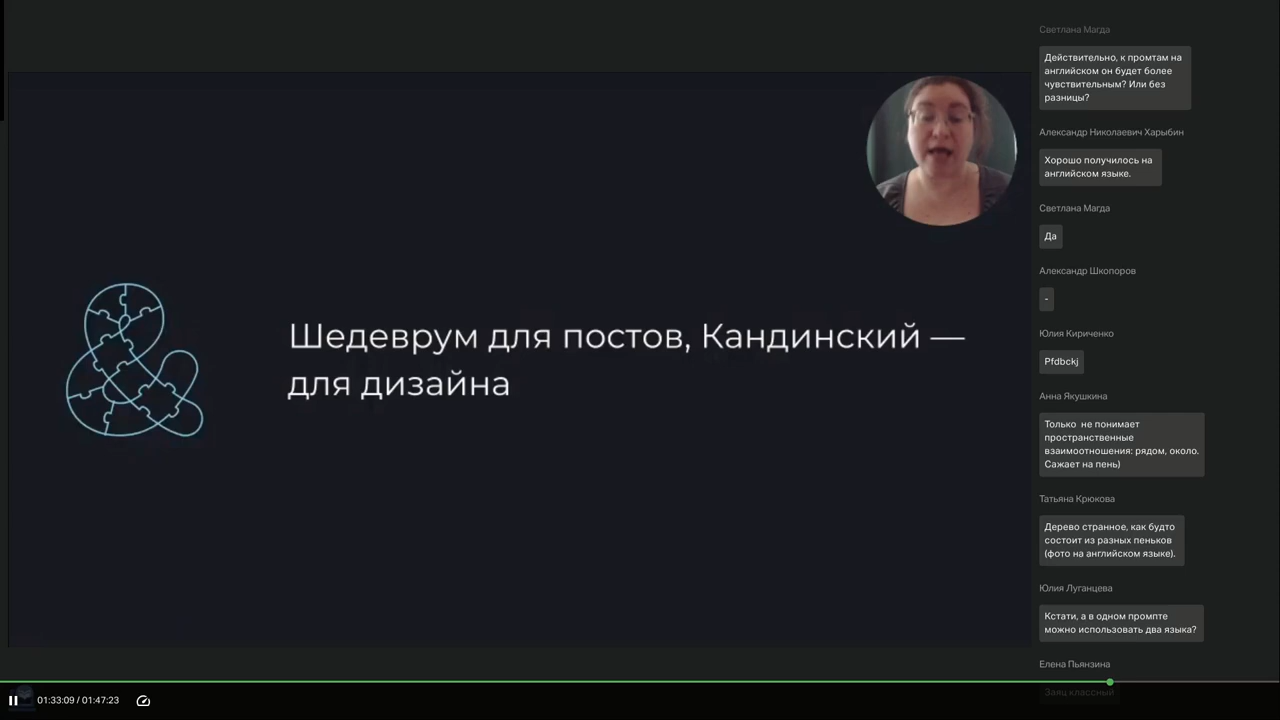 Шедеврум для постов, Кандинский —
для дизайна
Светлана Магда
Действительно, к промтам на
английском он будет более
чувствительным? Или без
разницы?
Александр Николаевич Харыбин
Хорошо получилось на
английском языке.
Светлана Магда
Да
Александр Шкопоров
-
Юлия Кириченко
Pfdbckj
Анна Якушкина
Только не понимает
пространственные
взаимоотношения: рядом, около.
Сажает на пень)
Татьяна Крюкова
Дерево странное, как будто
состоит из разных пеньков
(фото на английском языке).
Юлия Луганцева
Кстати, а в одном промпте
можно использовать два языка?
Елена Пьянзина
Заяц классный
01:33:09 / 01:47:23